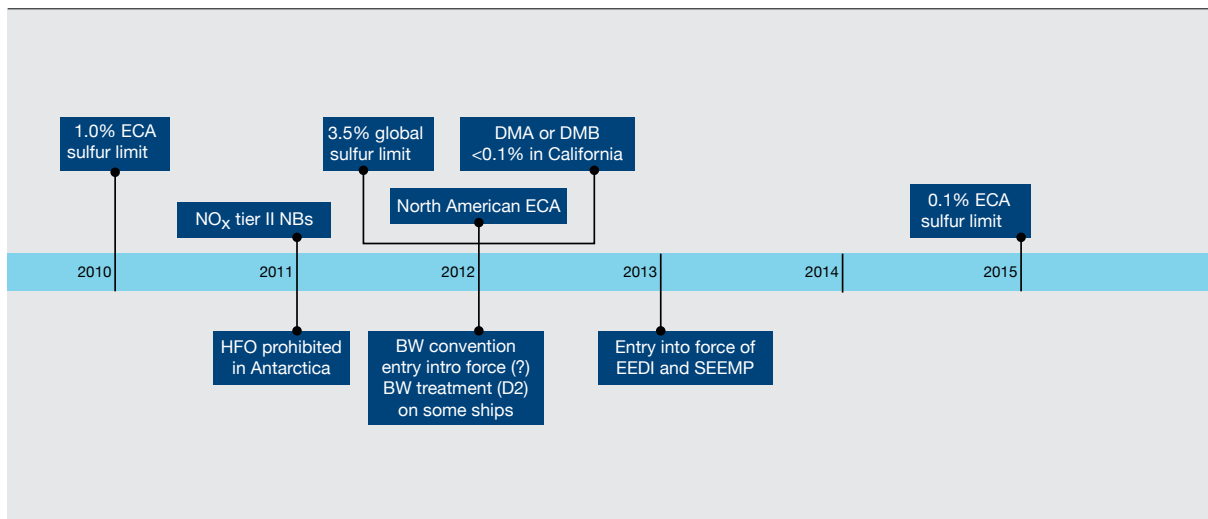 1.0% ECA
sulfur limit
3.5% global
sulfur limit
DMA or DMB
<0.1% in California
NOX tier II NBs
North American ECA
0.1% ECA
sulfur limit
2010
2011
2012
2013
2014
2015
HFO prohibited
in Antarctica
BW convention
entry intro force (?)
BW treatment (D2)
on some ships
Entry into force of
EEDI and SEEMP